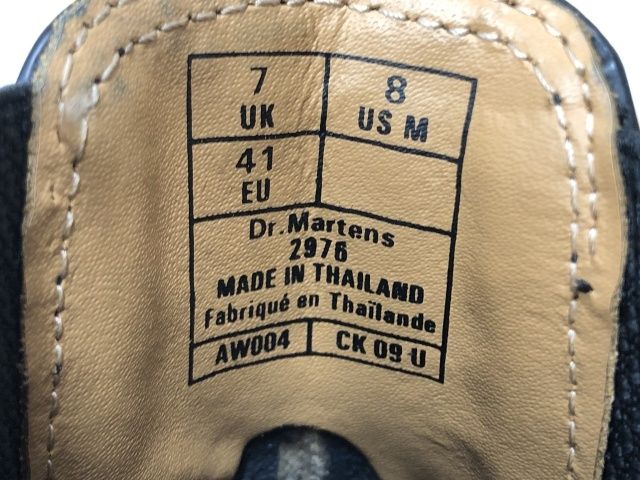 7 UK
8 US M
41 EU
Dr. Martens
2976
MADE IN THAILAND
Fabriqué en Thaïlande
AW004
CK 09 U